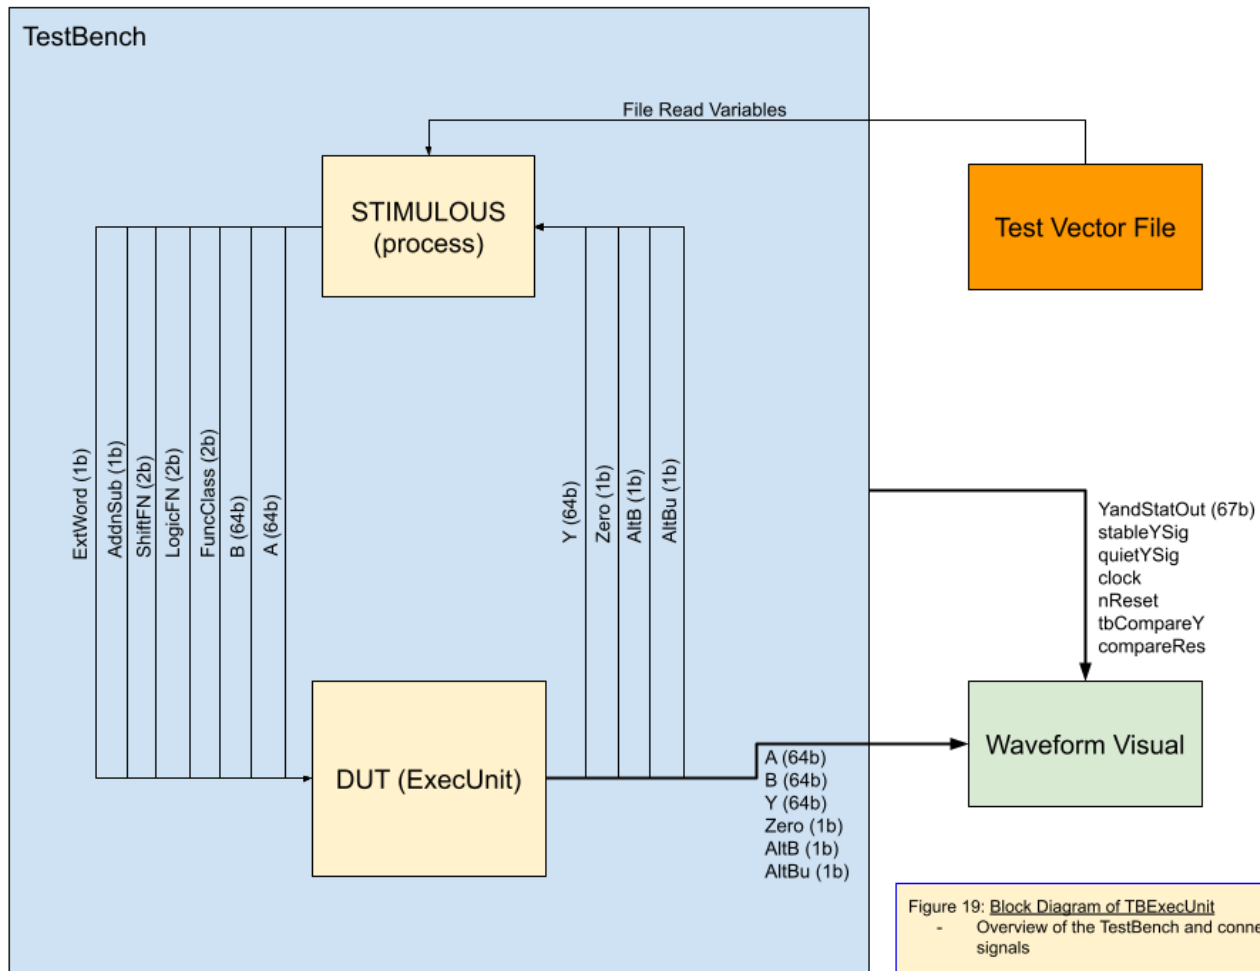 TestBench
File Read Variables
STIMULOUS
(process)
Test Vector File
ExtWord (1b)
AddnSub (1b)
ShiftFN (2b)
LogicFN (2b)
FuncClass (2b)
B (64b)
A (64b)
Y (64b)
Zero (1b)
AltB (1b)
AltBu (1b)
YandStatOut (67b)
stableYSig
quietYSig
clock
nReset
tbCompareY
compareRes
DUT (ExecUnit)
Waveform Visual
A (64b)
B (64b)
Y (64b)
Zero (1b)
AltB (1b)
AltBu (1b)
Figure 19: Block Diagram of TBExecUnit
- Overview of the TestBench and conne
signals